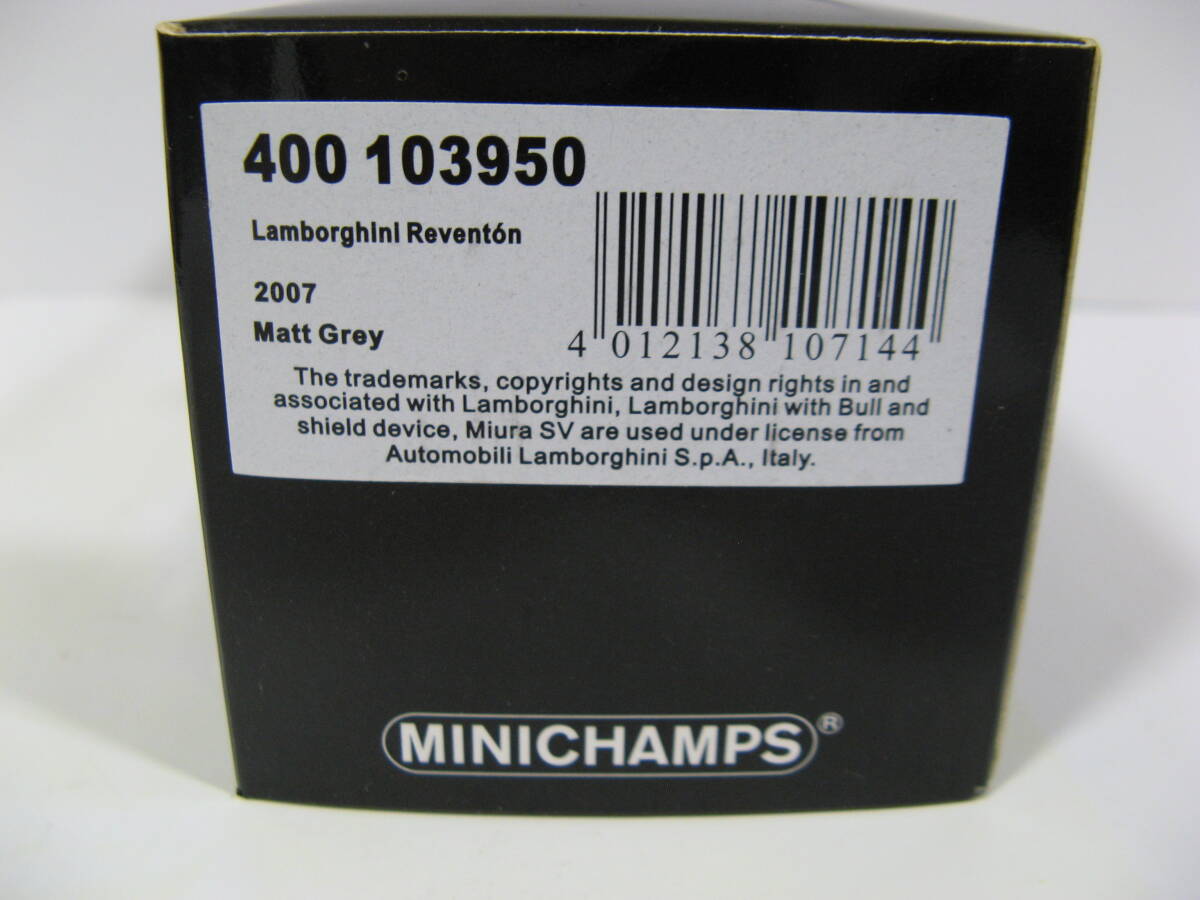 400 103950
Lamborghini Reventón
2007
Matt Grey
4 012138 107144
The trademarks, copyrights and design rights in and
associated with Lamborghini, Lamborghini with Bull and
shield device, Miura SV are used under license from
Automobili Lamborghini S.p.A., Italy.
MINICHAMPS®